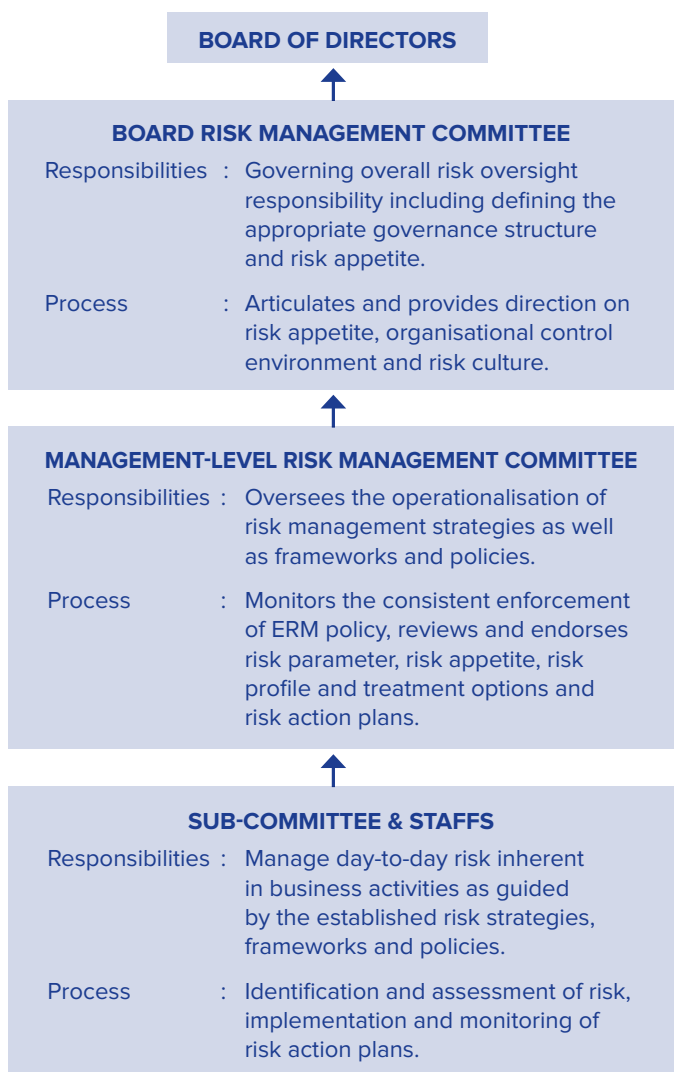 BOARD OF DIRECTORS
BOARD RISK MANAGEMENT COMMITTEE
Responsibilities : Governing overall risk oversight
responsibility including defining the
appropriate governance structure
and risk appetite.
Process : Articulates and provides direction on
risk appetite, organisational control
environment and risk culture.
MANAGEMENT-LEVEL RISK MANAGEMENT COMMITTEE
Responsibilities : Oversees the operationalisation of
risk management strategies as well
as frameworks and policies.
Process : Monitors the consistent enforcement
of ERM policy, reviews and endorses
risk parameter, risk appetite, risk
profile and treatment options and
risk action plans.
SUB-COMMITTEE & STAFFS
Responsibilities : Manage day-to-day risk inherent
in business activities as guided
by the established risk strategies,
frameworks and policies.
Process : Identification and assessment of risk,
implementation and monitoring of
risk action plans.